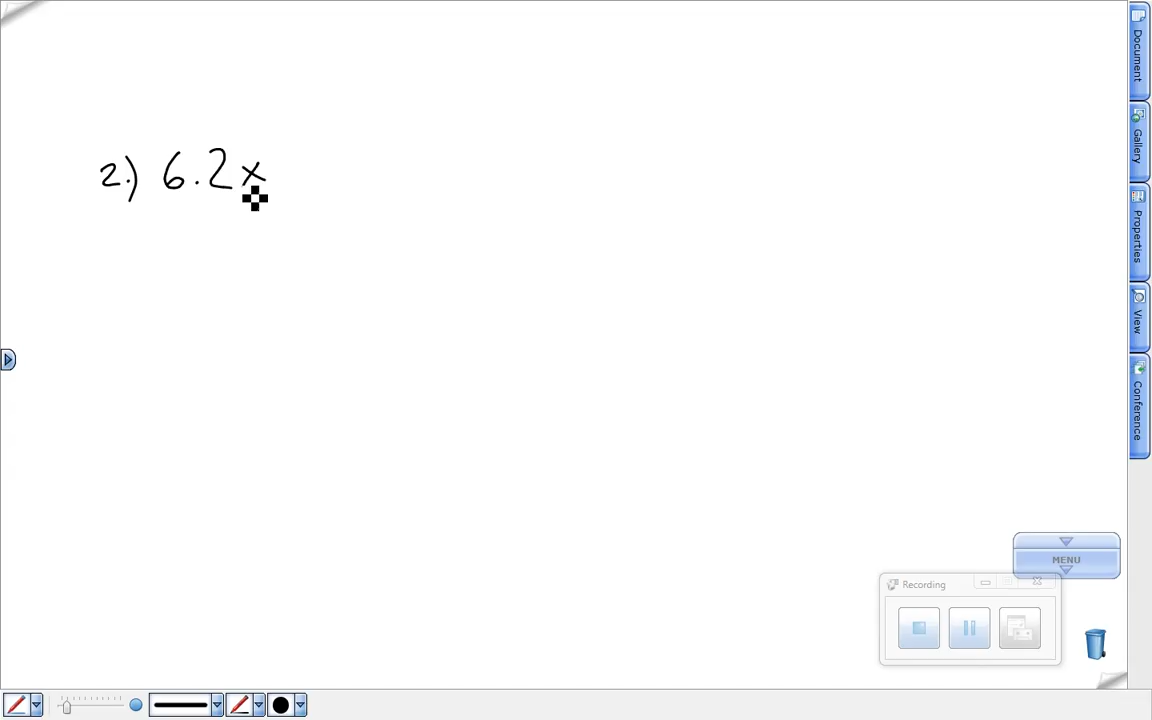 2.) 6.2x
Document
Gallery
Properties
View
Conference
MENU
Recording